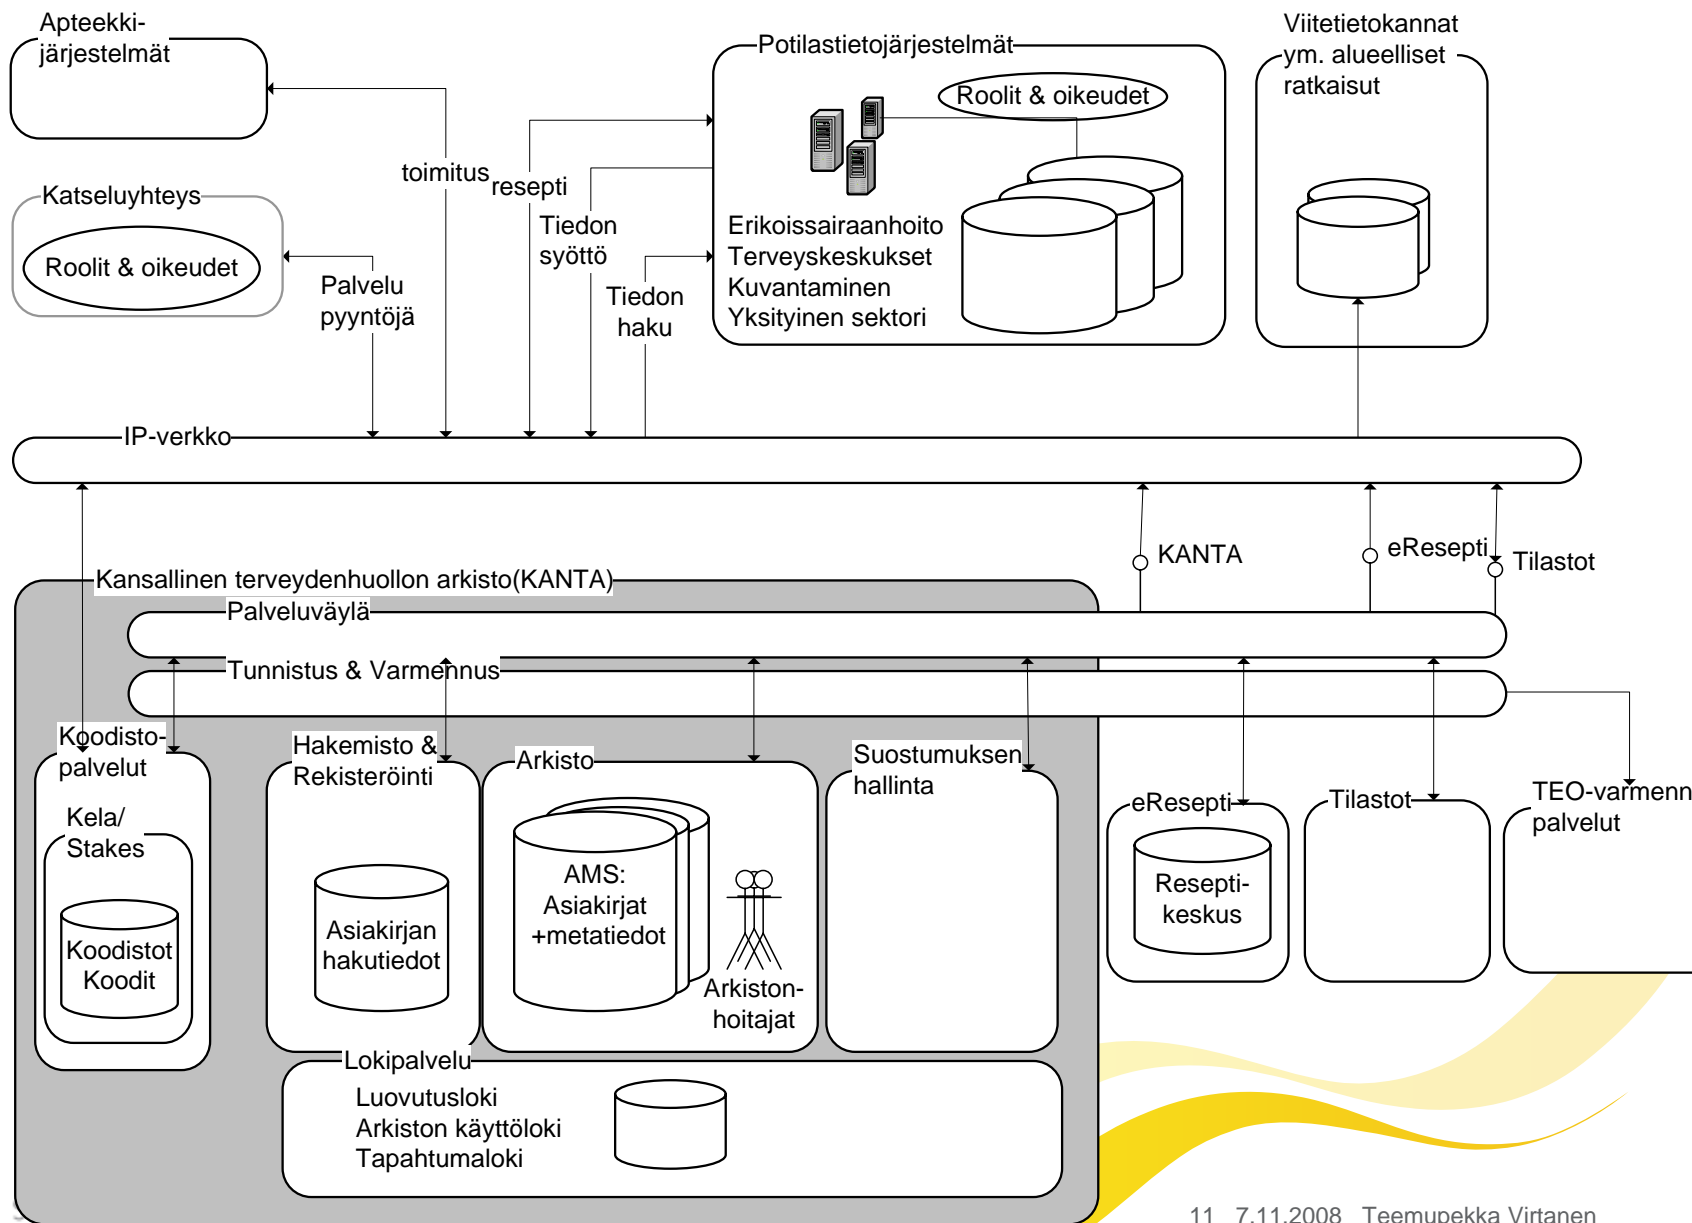 Apteekki-
järjestelmät
Potilastietojärjestelmät
Viitetietokannat
ym. alueelliset
ratkaisut
Roolit & oikeudet
Katseluyhteys
Roolit & oikeudet
toimitus
resepti
Tiedon
syöttö
Tiedon
haku
Palvelu
pyyntöjä
Erikoissairaanhoito
Terveyskeskukset
Kuvantaminen
Yksityinen sektori
IP-verkko
KANTA
eResepti
Tilastot
Kansallinen terveydenhuollon arkisto(KANTA)
Palveluväylä
Tunnistus & Varmennus
Koodisto-
palvelut
Kela/
Stakes
Koodistot
Koodit
Hakemisto &
Rekisteröinti
Asiakirjan
hakutiedot
Arkisto
AMS:
Asiakirjat
+metatiedot
Arkiston-
hoitajat
Suostumuksen
hallinta
eResepti
Resepti-
keskus
Tilastot
TEO-varmenn
palvelut
Lokipalvelu
Luovutusloki
Arkiston käyttöloki
Tapahtumaloki
11 7.11.2008 Teemupekka Virtanen